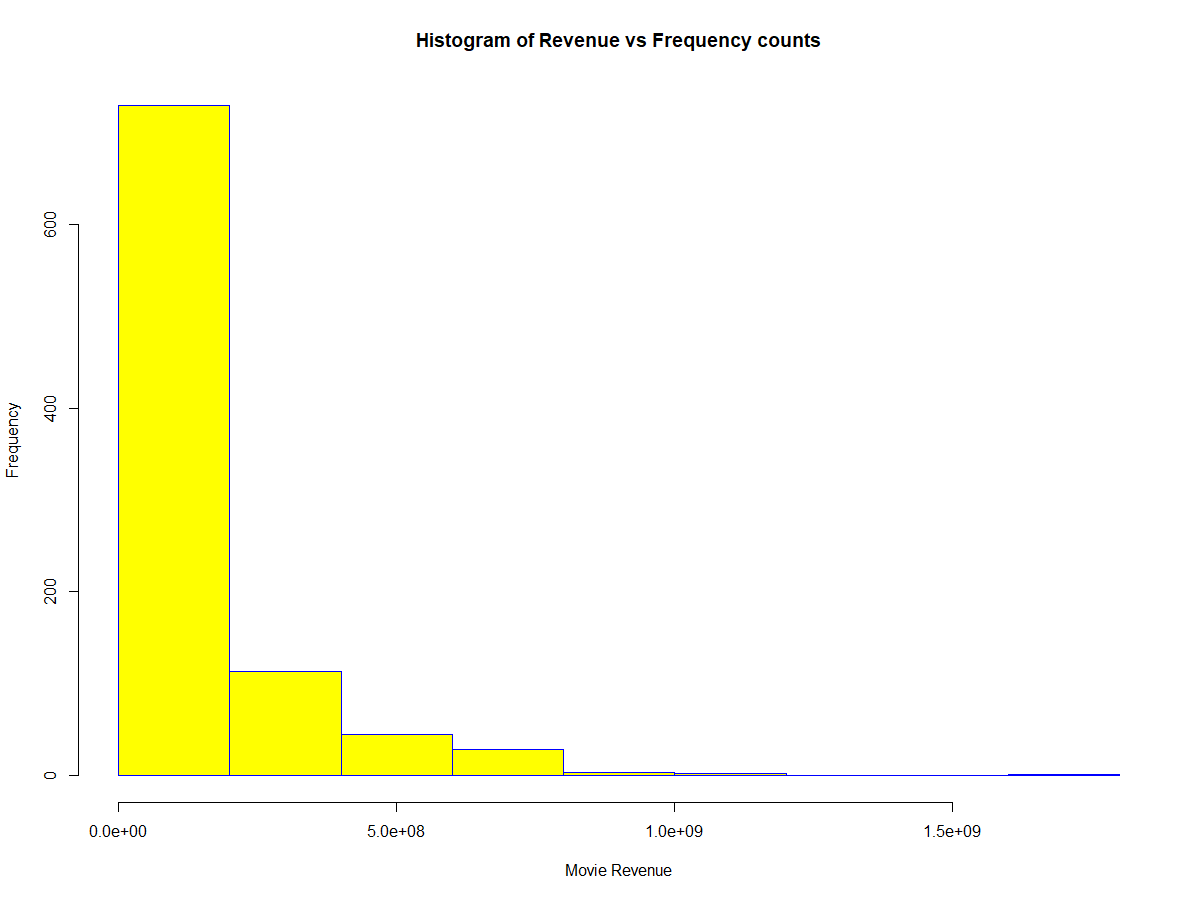 Histogram of Revenue vs Frequency counts
Frequency
600
400
200
0
0.0e+00 5.0e+08 1.0e+09 1.5e+09
Movie Revenue